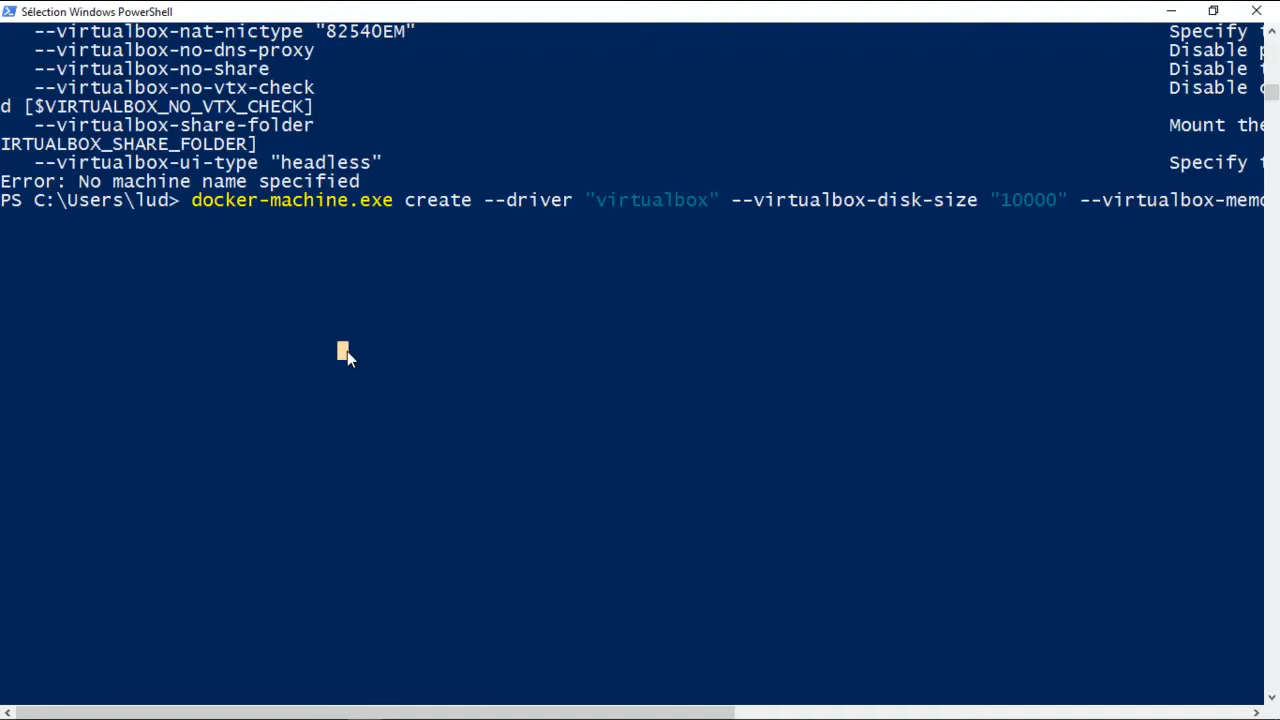 Sélection Windows PowerShell
--virtualbox-nat-nictype "82540EM" Specify
--virtualbox-no-dns-proxy Disable
--virtualbox-no-share Disable
--virtualbox-no-vtx-check Disable
d [$VIRTUALBOX_NO_VTX_CHECK]
--virtualbox-share-folder Mount the
IRTUALBOX_SHARE_FOLDER]
--virtualbox-ui-type "headless" Specify
Error: No machine name specified
PS C:\Users\lud> docker-machine.exe create --driver "virtualbox" --virtualbox-disk-size "10000" --virtualbox-memo